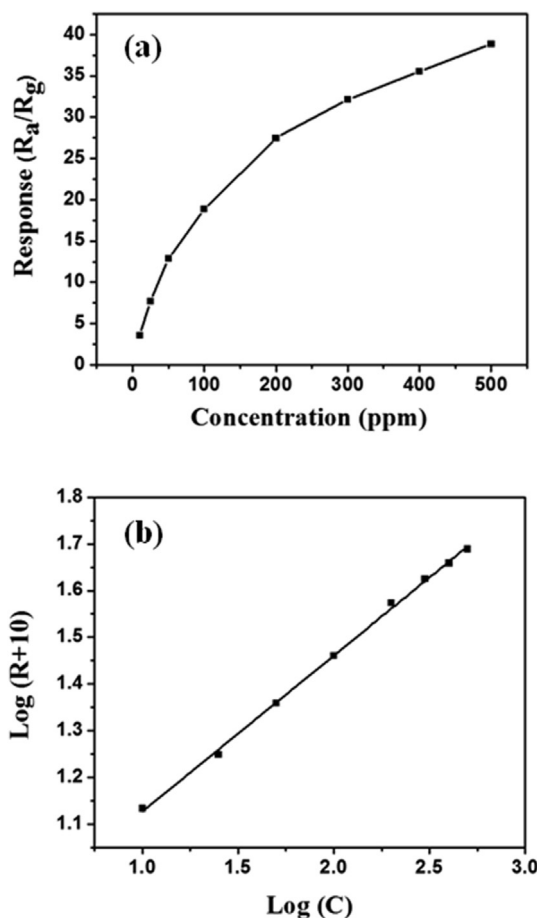 (a)
Response (Ra/Rg)
40
35
30
25
20
15
10
5
0
0 100 200 300 400 500
Concentration (ppm)
(b)
Log (R+10)
1.8
1.7
1.6
1.5
1.4
1.3
1.2
1.1
1.0 1.5 2.0 2.5 3.0
Log (C)